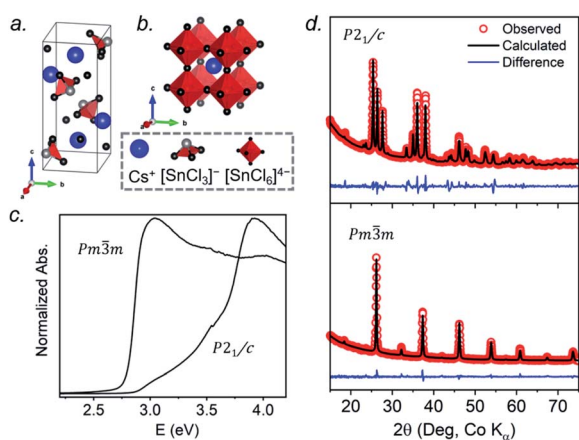 a.
b.
c
b
a
c
b
a
Cs⁺ [SnCl₃]⁻ [SnCl₆]⁴⁻
c.
Normalized Abs.
Pm3̅m
P2₁/c
2.5 3.0 3.5 4.0
E (eV)
d.
P2₁/c
Observed
Calculated
Difference
Pm3̅m
20 30 40 50 60 70
2θ (Deg, Co Kα)